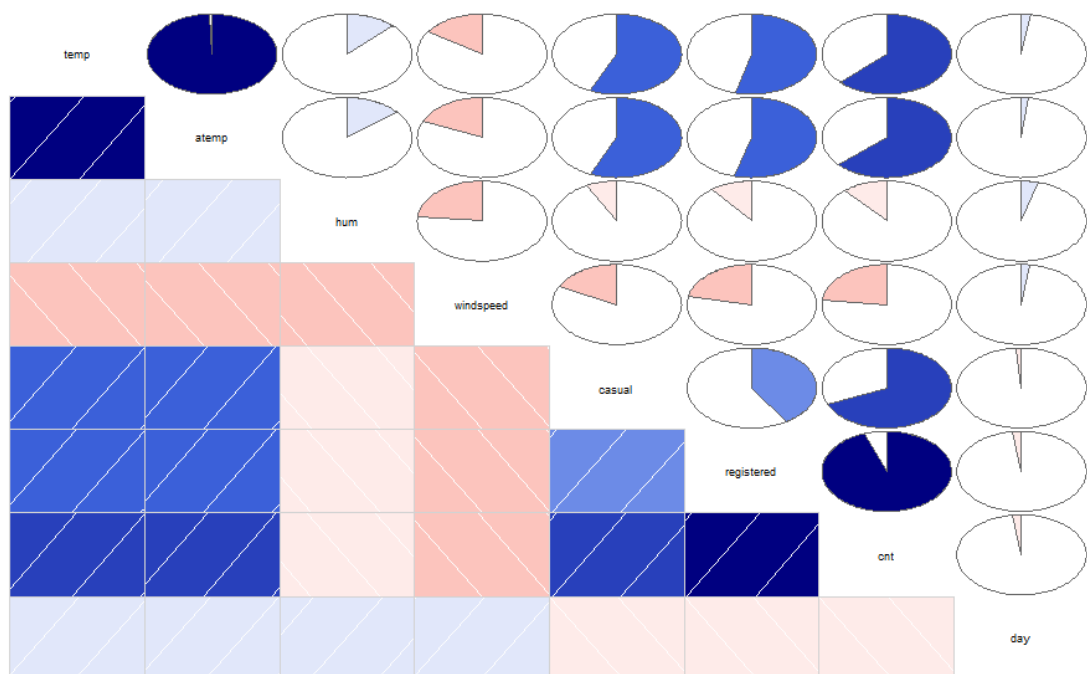 temp
atemp
hum
windspeed
casual
registered
cnt
day